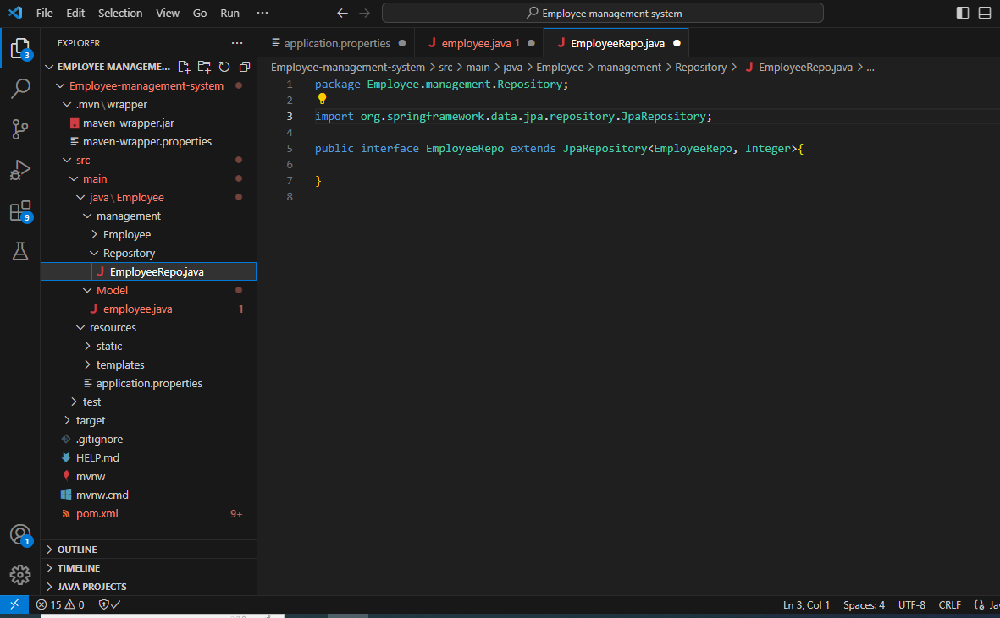 File Edit Selection View Go Run ··· Employee management system
EXPLORER ···
application.properties
employee.java 1
EmployeeRepo.java
EMPLOYEE MANAGEME...
Employee-management-system
.mvn\wrapper
maven-wrapper.jar
maven-wrapper.properties
src
main
java\Employee
management
Employee
Repository
EmployeeRepo.java
Model
employee.java 1
resources
static
templates
application.properties
test
target
.gitignore
HELP.md
mvnw
mvnw.cmd
pom.xml 9+
OUTLINE
TIMELINE
JAVA PROJECTS
3
9
1
Employee-management-system > src > main > java > Employee > management > Repository > EmployeeRepo.java > ...
1 package Employee.management.Repository;
2
3 import org.springframework.data.jpa.repository.JpaRepository;
4
5 public interface EmployeeRepo extends JpaRepository<EmployeeRepo, Integer>{
6
7 }
8
15 0 Ln 3, Col 1 Spaces: 4 UTF-8 CRLF {} Jav